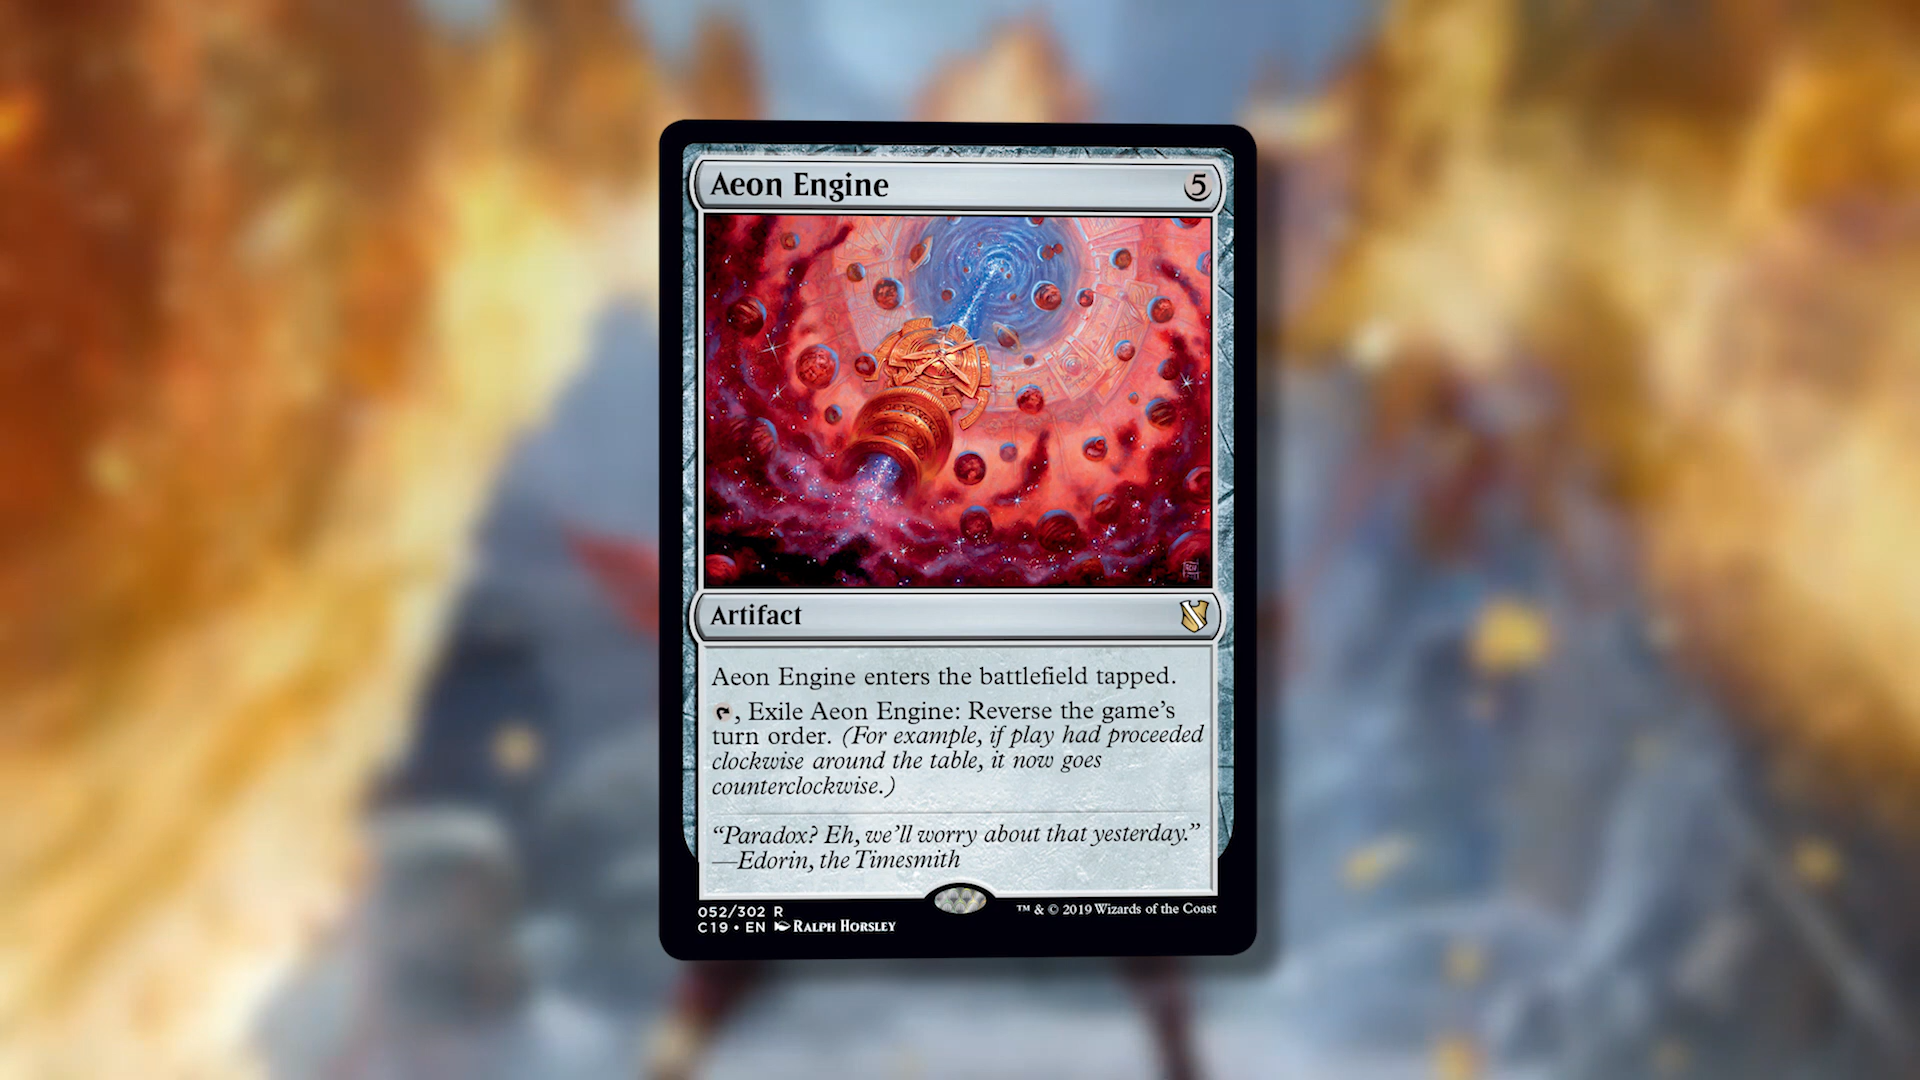 Aeon Engine 5
Artifact
Aeon Engine enters the battlefield tapped.
, Exile Aeon Engine: Reverse the game's
turn order. (For example, if play had proceeded
clockwise around the table, it now goes
counterclockwise.)
“Paradox? Eh, we'll worry about that yesterday.”
—Edorin, the Timesmith
052/302 R
C19 • EN RALPH HORSLEY
™ & © 2019 Wizards of the Coast